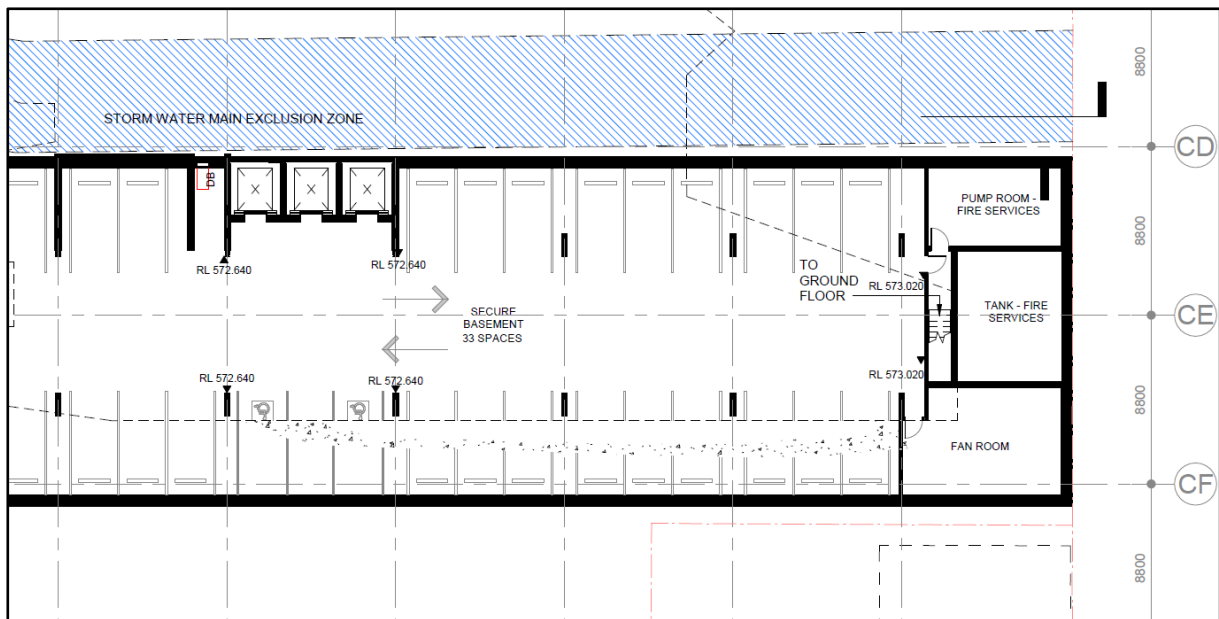 8800
STORM WATER MAIN EXCLUSION ZONE
CD
DB
PUMP ROOM -
FIRE SERVICES
8800
RL 572.640
RL 572.640
TO
GROUND
FLOOR
RL 573.020
SECURE
BASEMENT
33 SPACES
TANK - FIRE
SERVICES
CE
RL 572.640
RL 572.640
RL 573.020
8800
FAN ROOM
CF
8800